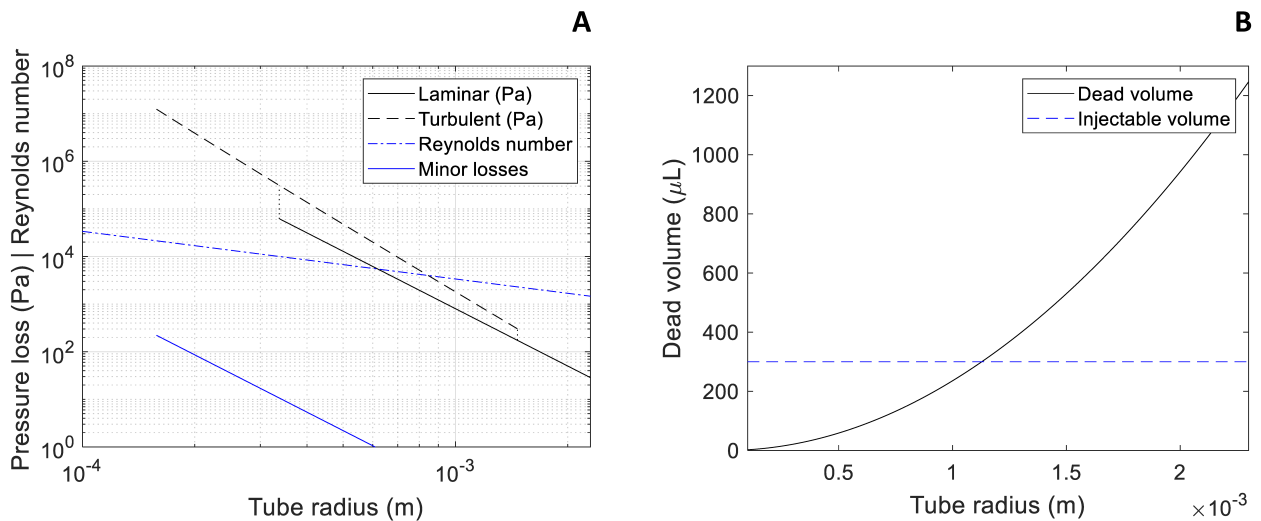 A
Pressure loss (Pa) | Reynolds number
10^8
10^6
10^4
10^2
10^0
Laminar (Pa)
Turbulent (Pa)
Reynolds number
Minor losses
10^-4
10^-3
Tube radius (m)
B
Dead volume (μL)
1200
1000
800
600
400
200
0
Dead volume
Injectable volume
0.5
1
1.5
2
Tube radius (m)
×10^-3